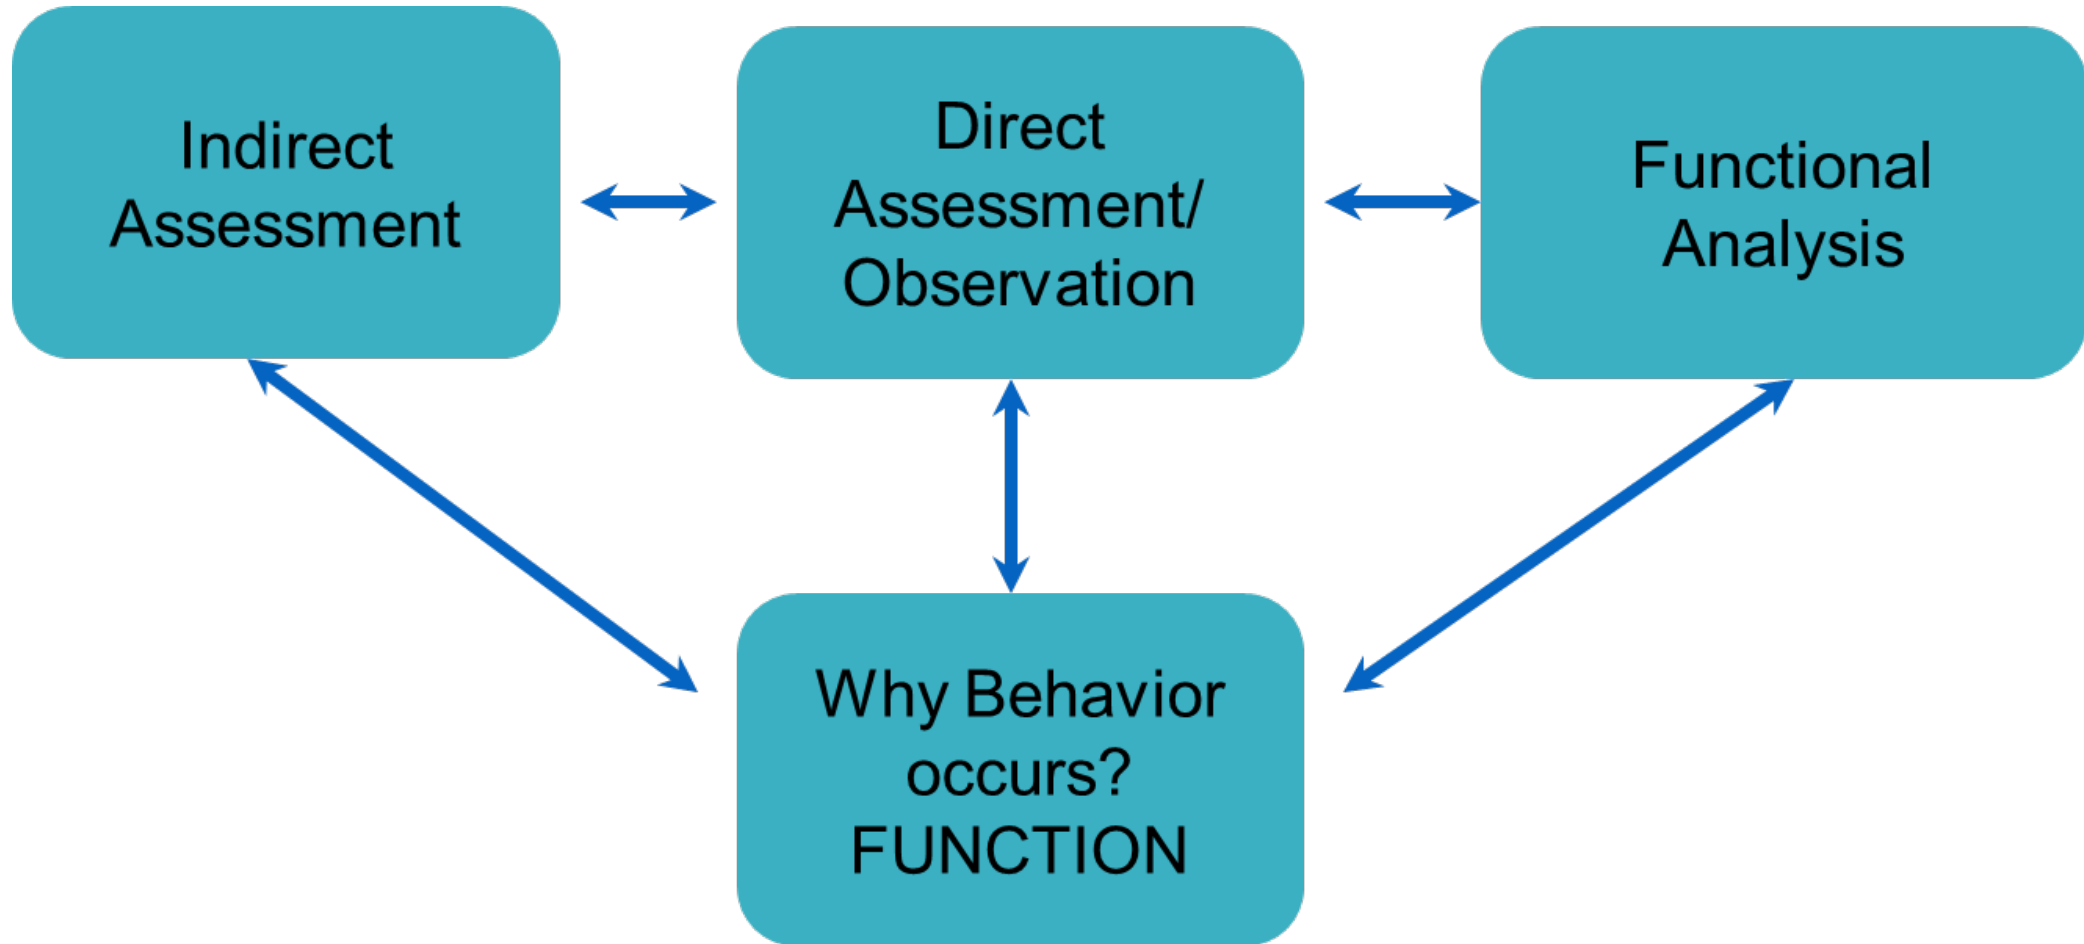 Indirect
Assessment
Direct
Assessment/
Observation
Functional
Analysis
Why Behavior
occurs?
FUNCTION